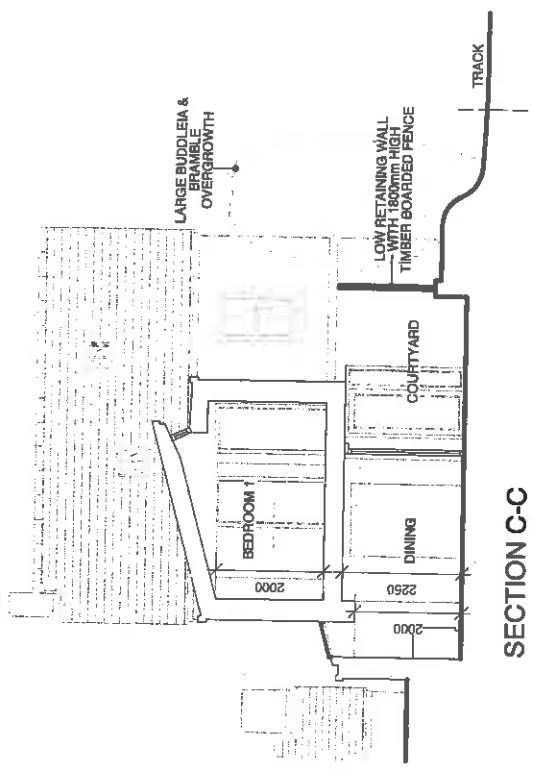 LARGE BUDDLEIA &
BRAMBLE
OVERGROWTH
TRACK
LOW RETAINING WALL
WITH 1800mm HIGH
TIMBER BOARDED FENCE
COURTYARD
BEDROOM 1
DINING
2000
2250
2000
SECTION C-C